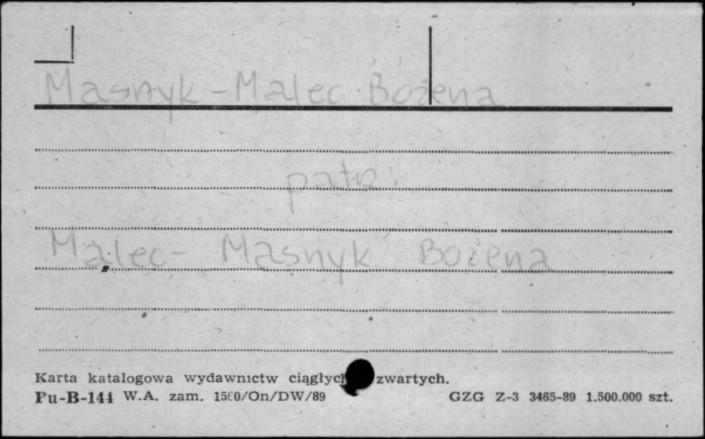 Masnyk-Malec Bożena
patrz
Malec- Masnyk Bożena
Karta katalogowa wydawnictw ciągłych zwartych.
Pu-B-144 W.A. zam. 1560/On/DW/89 GZG Z-3 3465-89 1.500.000 szt.